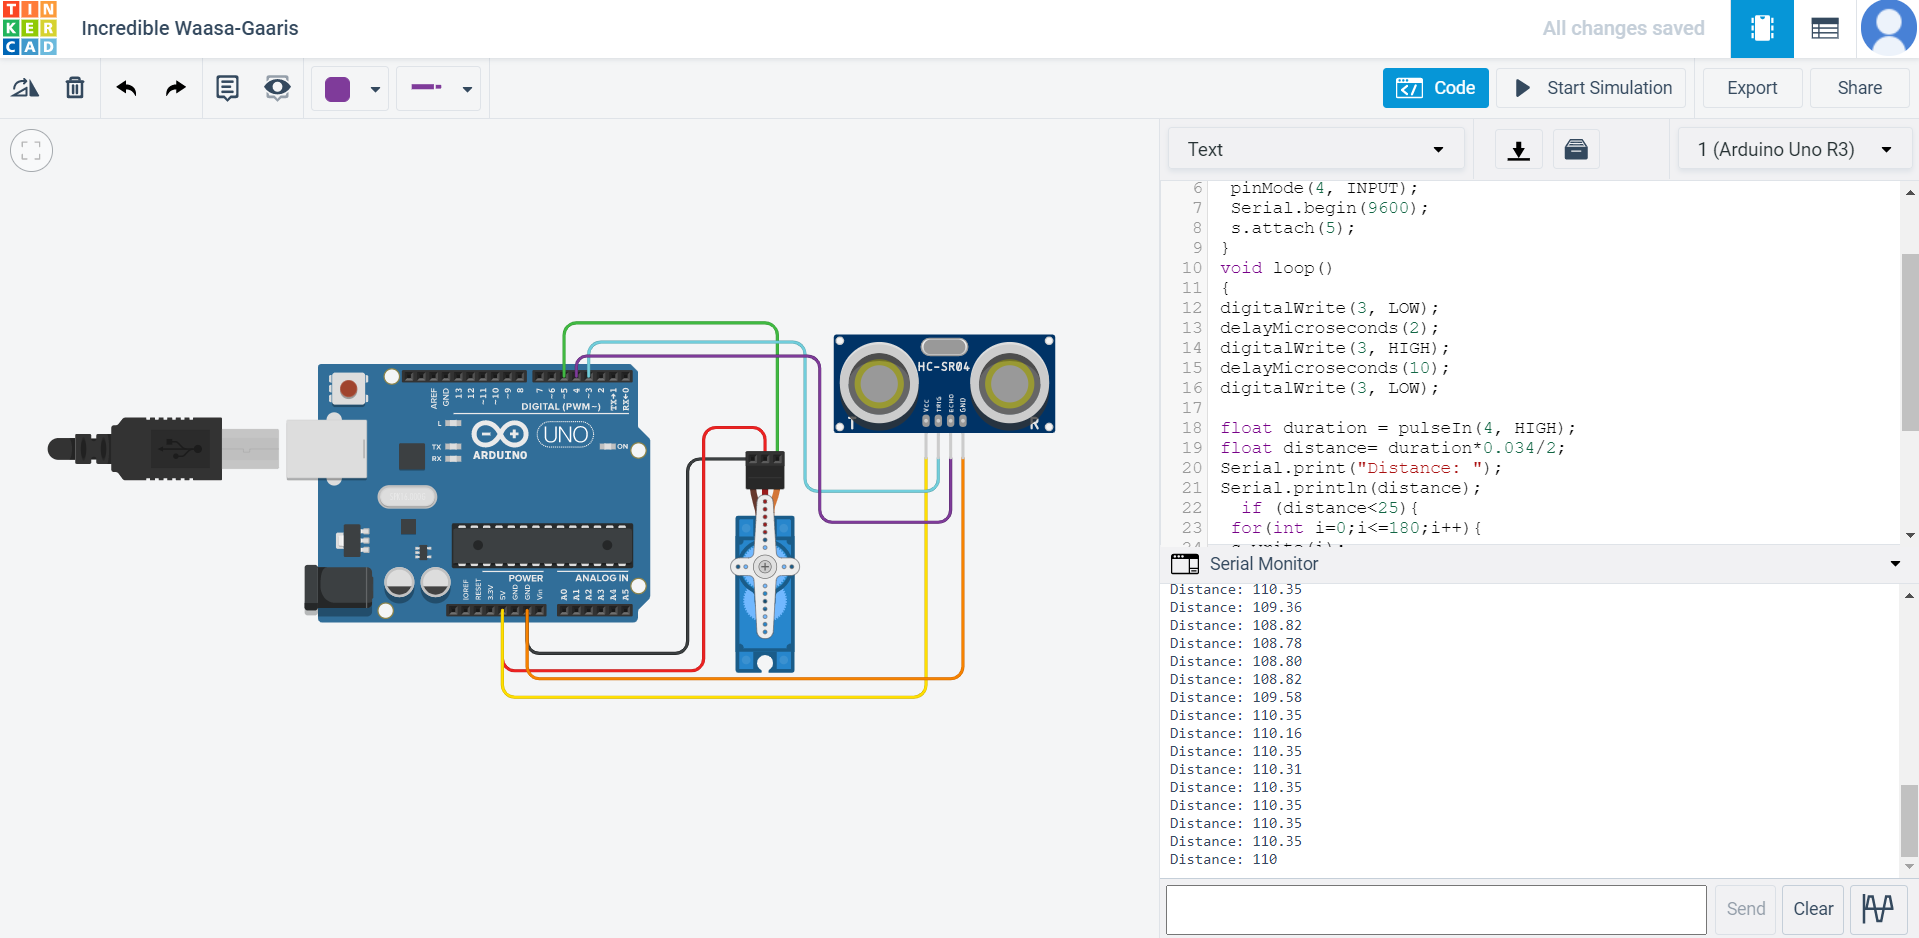 TIN
KER
CAD
Incredible Waasa-Gaaris
All changes saved
Code
Start Simulation
Export
Share
Text
1 (Arduino Uno R3)
6 pinMode(4, INPUT);
7 Serial.begin(9600);
8 s.attach(5);
9 }
10 void loop()
11 {
12 digitalWrite(3, LOW);
13 delayMicroseconds(2);
14 digitalWrite(3, HIGH);
15 delayMicroseconds(10);
16 digitalWrite(3, LOW);
17
18 float duration = pulseIn(4, HIGH);
19 float distance= duration*0.034/2;
20 Serial.print("Distance: ");
21 Serial.println(distance);
22 if (distance<25){
23 for(int i=0;i<=180;i++){
24 s.write(i);
Serial Monitor
Distance: 110.35
Distance: 109.36
Distance: 108.82
Distance: 108.78
Distance: 108.80
Distance: 108.82
Distance: 109.58
Distance: 110.35
Distance: 110.16
Distance: 110.35
Distance: 110.31
Distance: 110.35
Distance: 110.35
Distance: 110.35
Distance: 110.35
Distance: 110
Send
Clear
AREF
GND
13
12
~11
~10
~9
8
7
~6
~5
4
~3
2
TX→1
RX←0
DIGITAL (PWM~)
L
TX
RX
UNO
ON
ARDUINO
POWER
ANALOG IN
IOREF
RESET
3.3V
5V
GND
GND
Vin
A0
A1
A2
A3
A4
A5
HC-SR04
VCC
TRIG
ECHO
GND
T
R